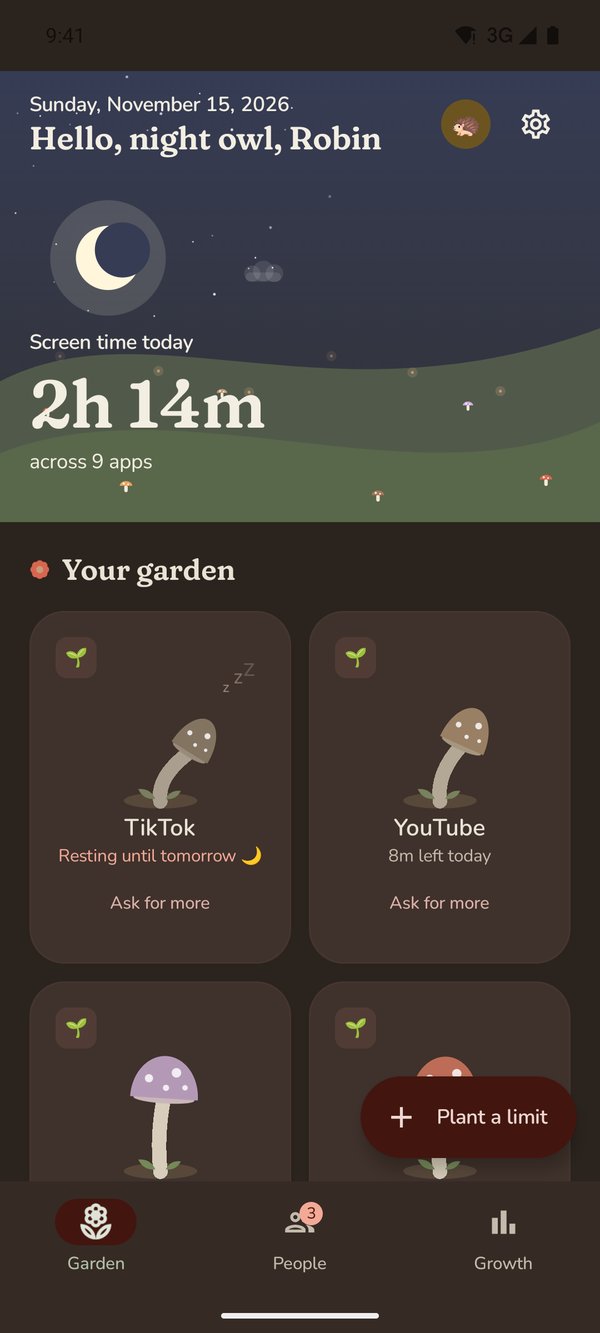 9:41
3G
Sunday, November 15, 2026
Hello, night owl, Robin
Screen time today
2h 14m
across 9 apps
Your garden
z z Z
TikTok
Resting until tomorrow 🌙
Ask for more
YouTube
8m left today
Ask for more
Plant a limit
3
Garden
People
Growth